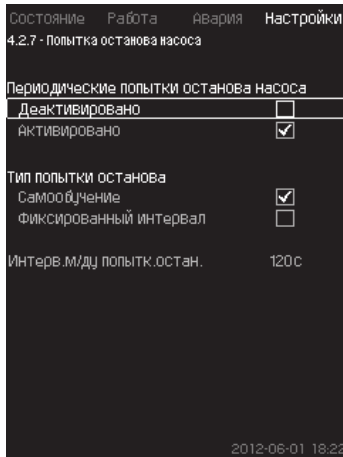 Состояние Работа Авария Настройки
4.2.7 - Попытка останова насоса
Периодические попытки останова насоса
Деактивировано
Активировано
Тип попытки останова
Самообучение
Фиксированный интервал
Интерв.м/ду попытк.остан. 120с
2012-06-01 18:22